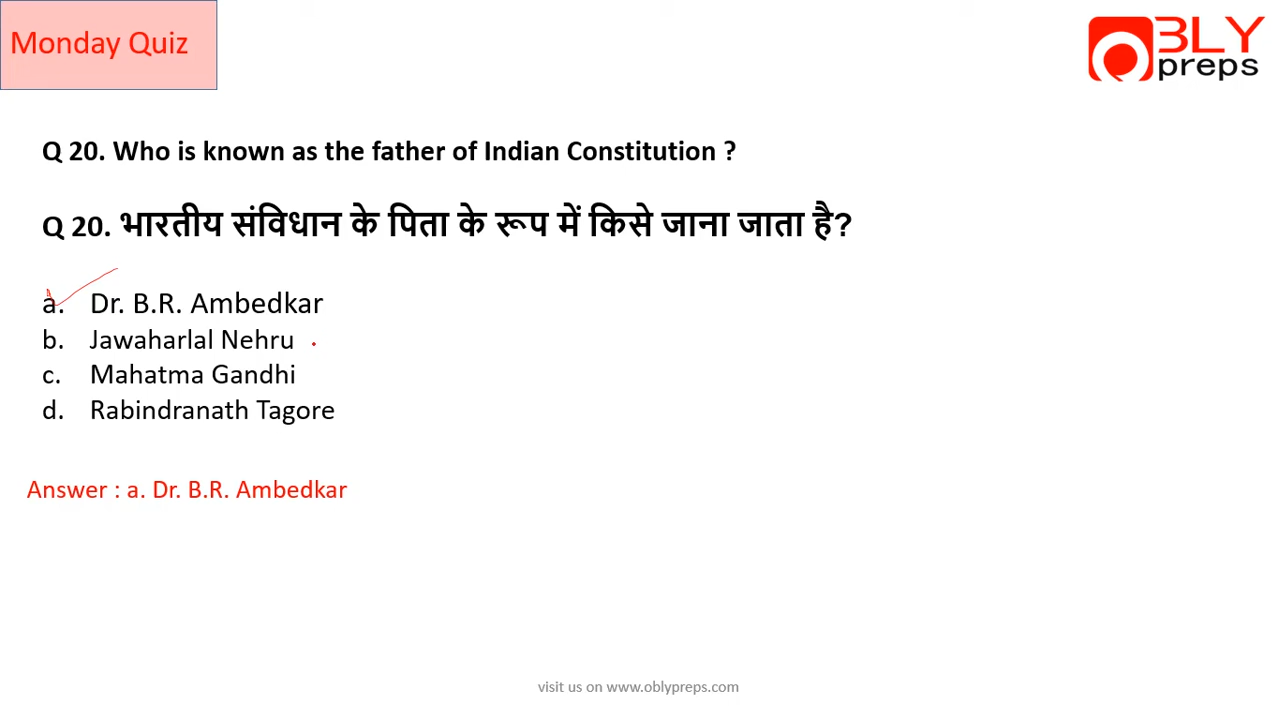 Monday Quiz
OBLY
preps
Q 20. Who is known as the father of Indian Constitution ?
Q 20. भारतीय संविधान के पिता के रूप में किसे जाना जाता है?
a. Dr. B.R. Ambedkar
b. Jawaharlal Nehru
c. Mahatma Gandhi
d. Rabindranath Tagore
Answer : a. Dr. B.R. Ambedkar
visit us on www.oblypreps.com